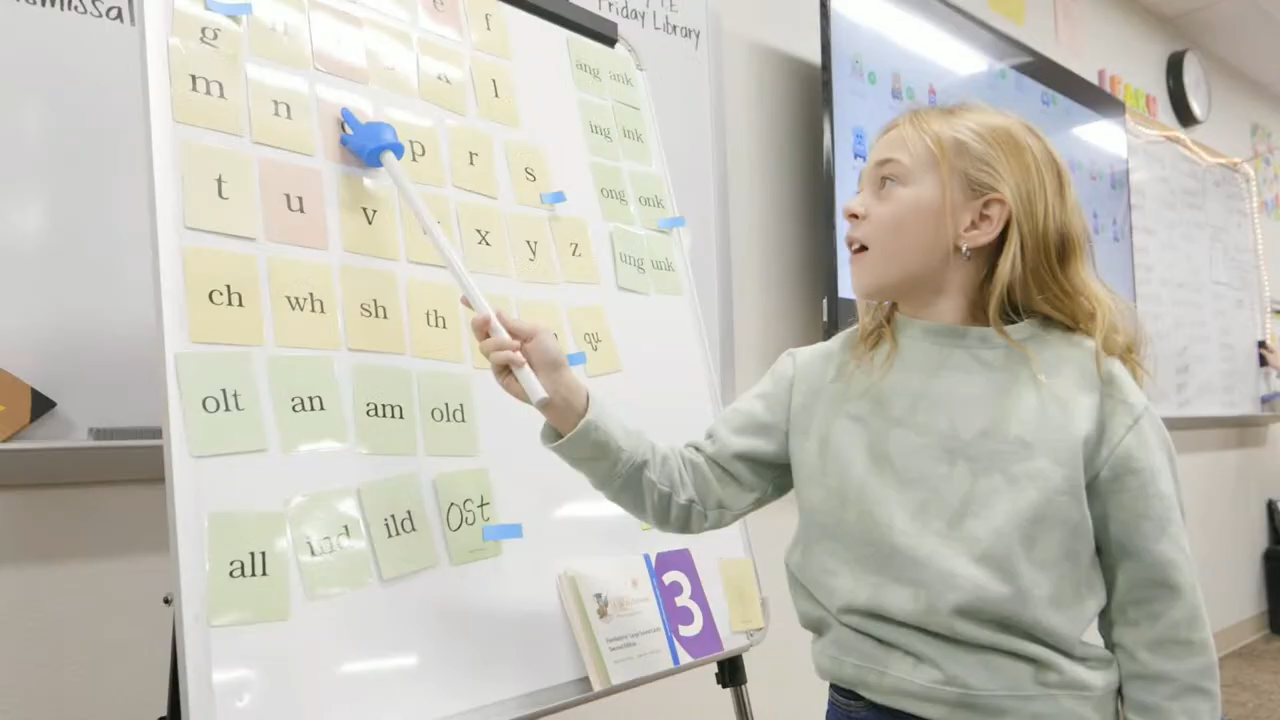 Friday Library
e f
g l
m n
p r s
t u v x y z
ch wh sh th qu
olt an am old
all ind ild ost
ang ank
ing ink
ong onk
ung unk
3